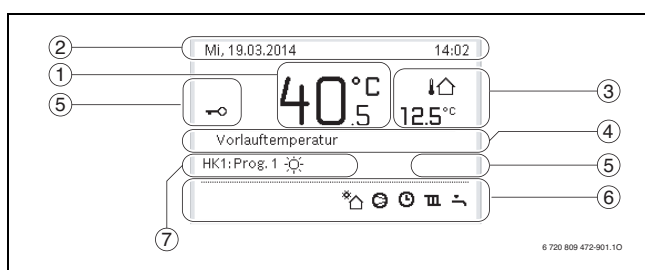 ② Mi, 19.03.2014 14:02
① 40.5 °C
⑤
12.5°C ③
Vorlauftemperatur ④
HK1: Prog. 1 ⑤
⑥
⑦
6 720 809 472-901.1O